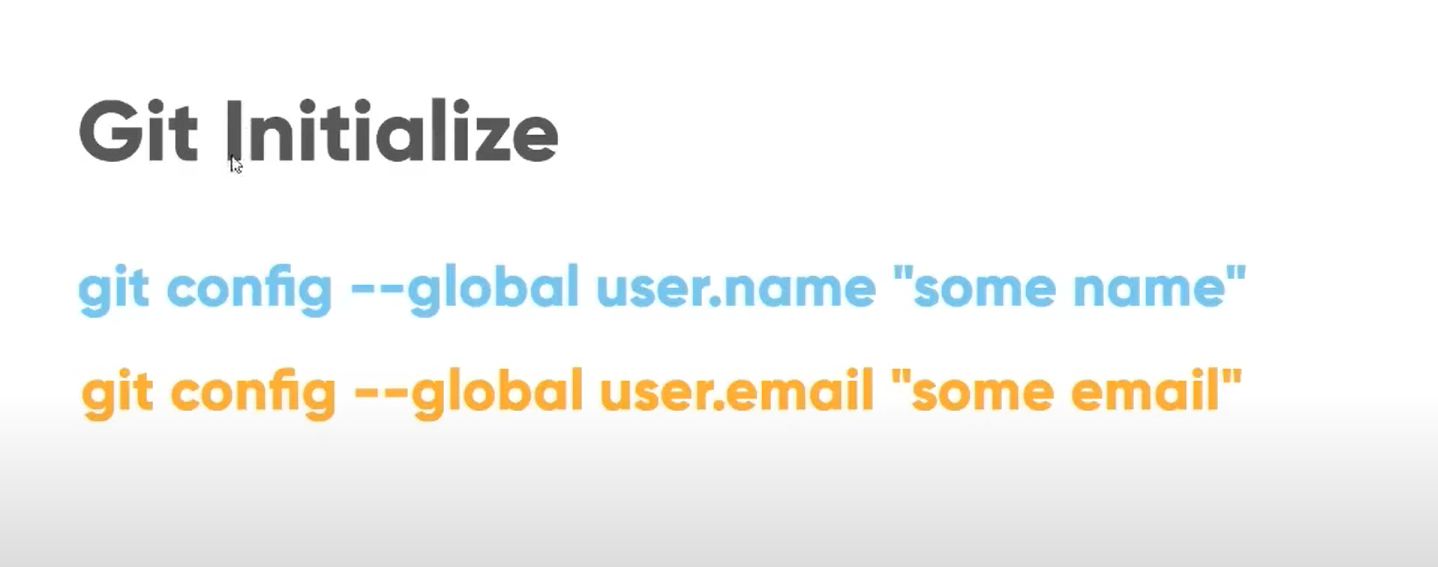 Git Initialize
git config --global user.name "some name"
git config --global user.email "some email"